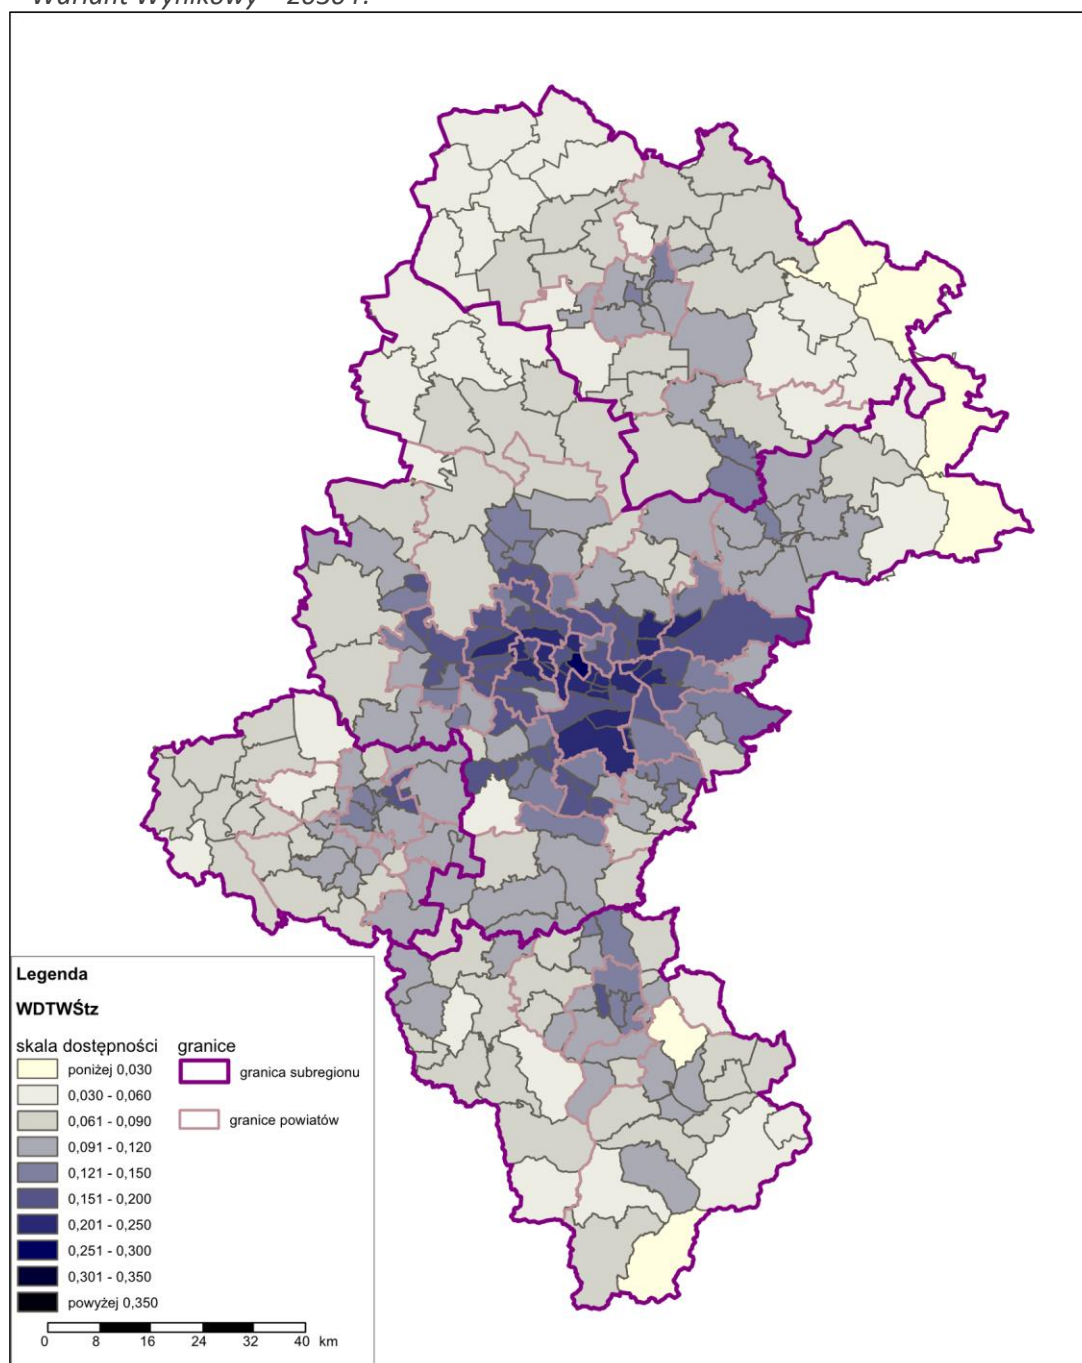 Wariant Wynikowy - 2030 r.
Legenda
WDTWŚtz
skala dostępności
poniżej 0,030
0,030 - 0,060
0,061 - 0,090
0,091 - 0,120
0,121 - 0,150
0,151 - 0,200
0,201 - 0,250
0,251 - 0,300
0,301 - 0,350
powyżej 0,350
granice
granica subregionu
granice powiatów
0 8 16 24 32 40 km